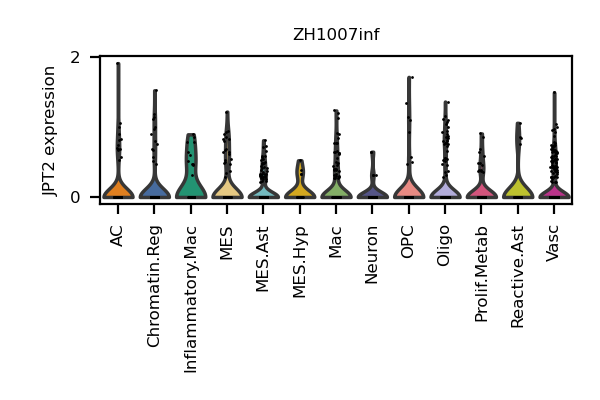 ZH1007inf
JPT2 expression
2
0
AC
Chromatin.Reg
Inflammatory.Mac
MES
MES.Ast
MES.Hyp
Mac
Neuron
OPC
Oligo
Prolif.Metab
Reactive.Ast
Vasc